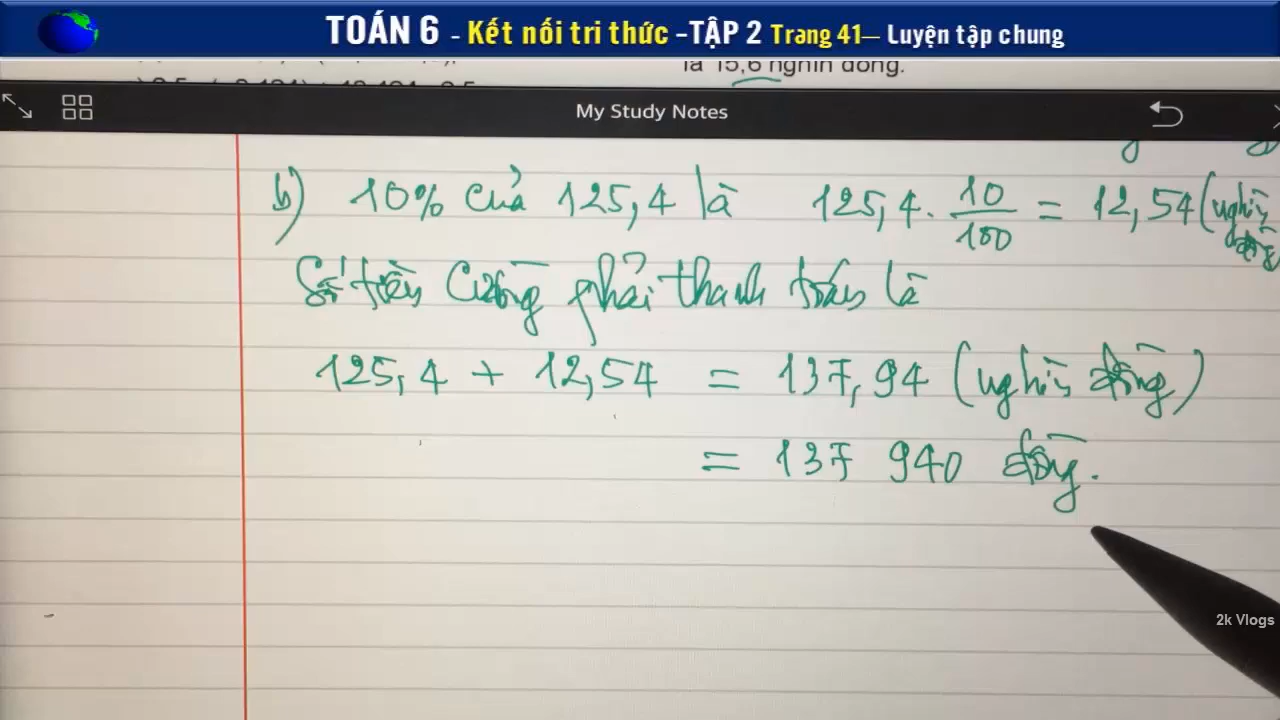 TOÁN 6 - Kết nối tri thức -TẬP 2 Trang 41– Luyện tập chung
là 15,6 nghìn đồng.
My Study Notes
b) 10% của 125,4 là 125,4 . 10/100 = 12,54 (nghìn đồng
Số tiền Cường phải thanh toán là
125,4 + 12,54 = 137,94 (nghìn đồng)
= 137 940 đồng.
2k Vlogs